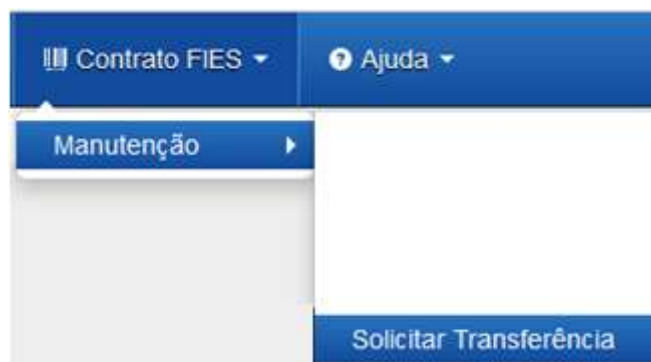 Contrato FIES
Ajuda
Manutenção
Solicitar Transferência